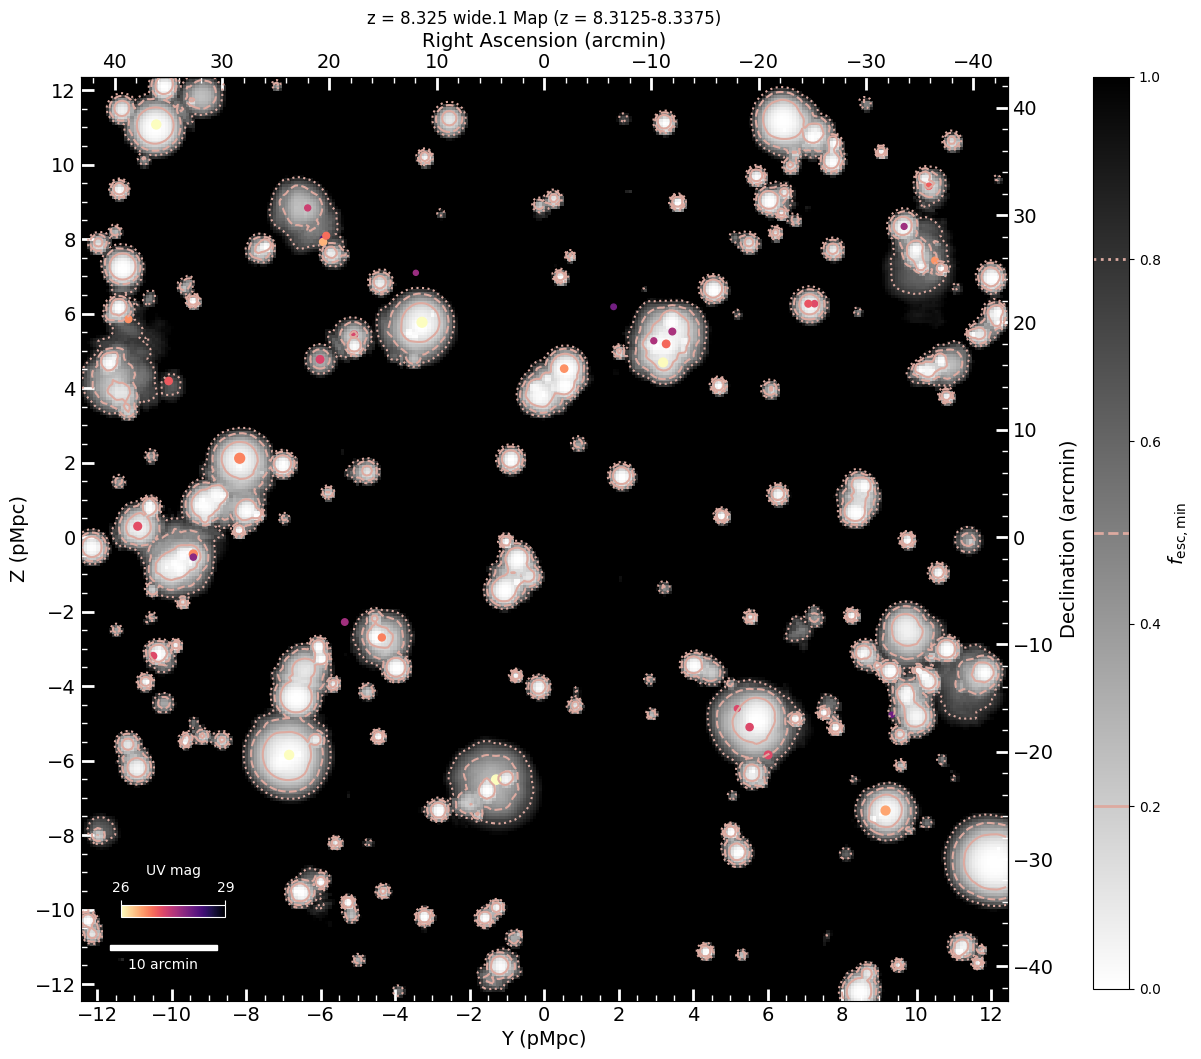 z = 8.325 wide.1 Map (z = 8.3125-8.3375)
Right Ascension (arcmin)
40 30 20 10 0 −10 −20 −30 −40
12
10
8
6
4
2
0
−2
−4
−6
−8
−10
−12
Z (pMpc)
UV mag
26 29
10 arcmin
−12 −10 −8 −6 −4 −2 0 2 4 6 8 10 12
Y (pMpc)
40
30
20
10
0
−10
−20
−30
−40
Declination (arcmin)
1.0
0.8
0.6
0.4
0.2
0.0
f_esc,min